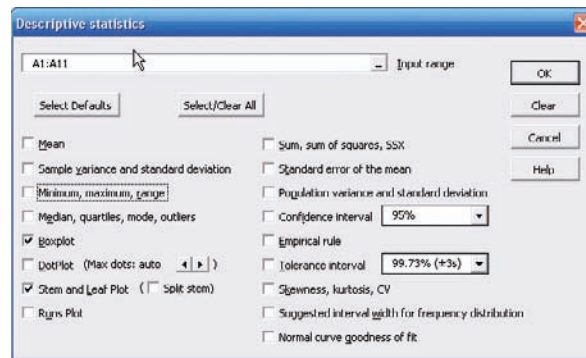 Descriptive statistics
A1:A11
Input range
OK
Select Defaults
Select/Clear All
Clear
Mean
Sum, sum of squares, SSX
Cancel
Sample variance and standard deviation
Standard error of the mean
Help
Minimum, maximum, range
Population variance and standard deviation
Median, quartiles, mode, outliers
Confidence interval 95%
Boxplot
Empirical rule
DotPlot (Max dots: auto )
Tolerance interval 99.73% (+3s)
Stem and Leaf Plot ( Split stem)
Skewness, kurtosis, CV
Runs Plot
Suggested interval width for frequency distribution
Normal curve goodness of fit